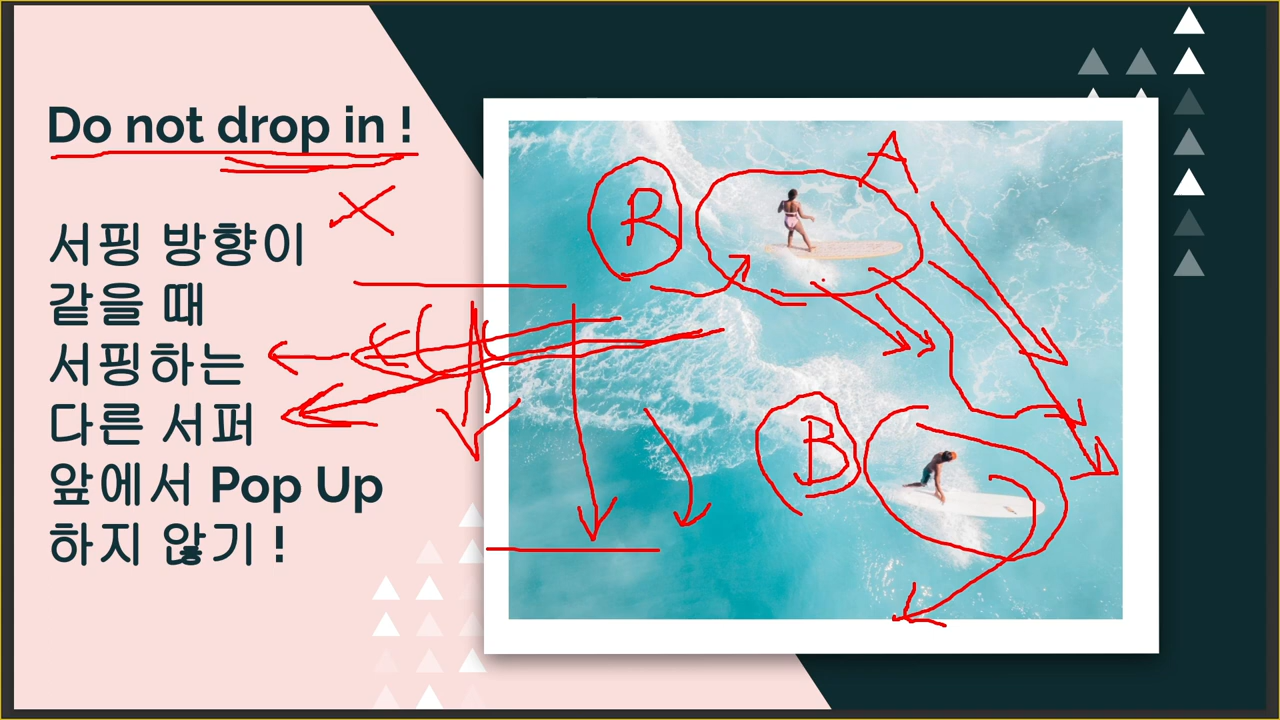 Do not drop in !
서핑 방향이
같을 때
서핑하는
다른 서퍼
앞에서 Pop Up
하지 않기 !
A
R
B